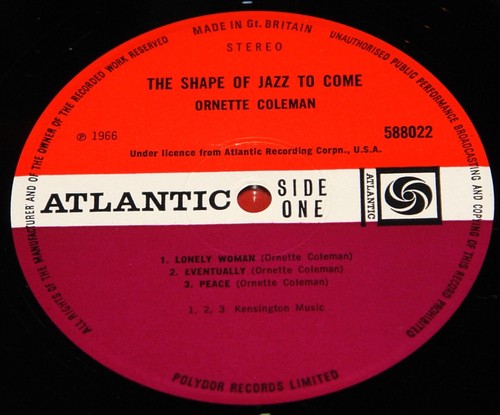 MADE IN Gt. BRITAIN
STEREO
THE SHAPE OF JAZZ TO COME
ORNETTE COLEMAN
℗ 1966
588022
Under licence from Atlantic Recording Corpn., U.S.A.
ATLANTIC
SIDE
ONE
ATLANTIC
1. LONELY WOMAN (Ornette Coleman)
2. EVENTUALLY (Ornette Coleman)
3. PEACE (Ornette Coleman)
1, 2, 3 Kensington Music
POLYDOR RECORDS LIMITED
ALL RIGHTS OF THE MANUFACTURER AND OF THE OWNER OF THE RECORDED WORK RESERVED
UNAUTHORISED PUBLIC PERFORMANCE BROADCASTING AND COPYING OF THIS RECORD PROHIBITED